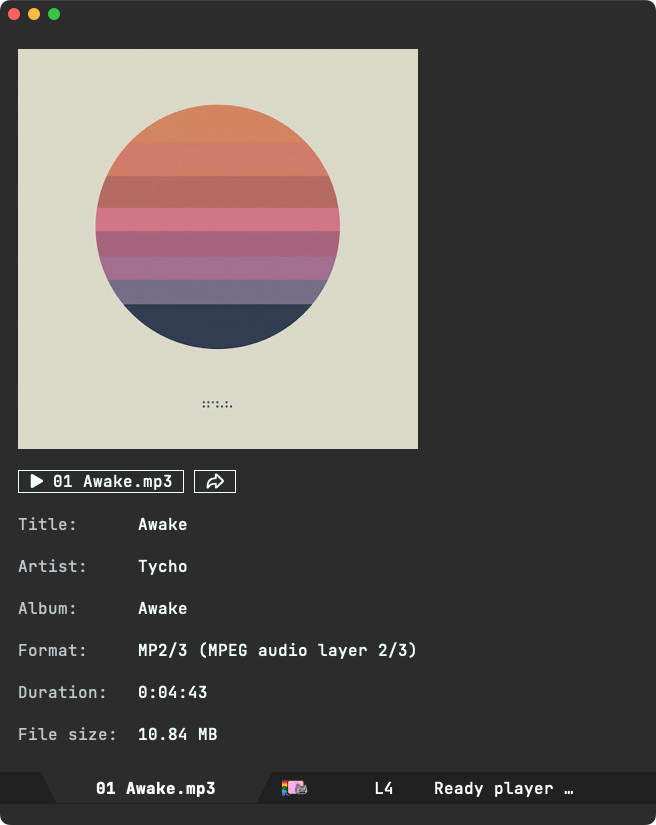 01 Awake.mp3
Title: Awake
Artist: Tycho
Album: Awake
Format: MP2/3 (MPEG audio layer 2/3)
Duration: 0:04:43
File size: 10.84 MB
01 Awake.mp3 L4 Ready player …